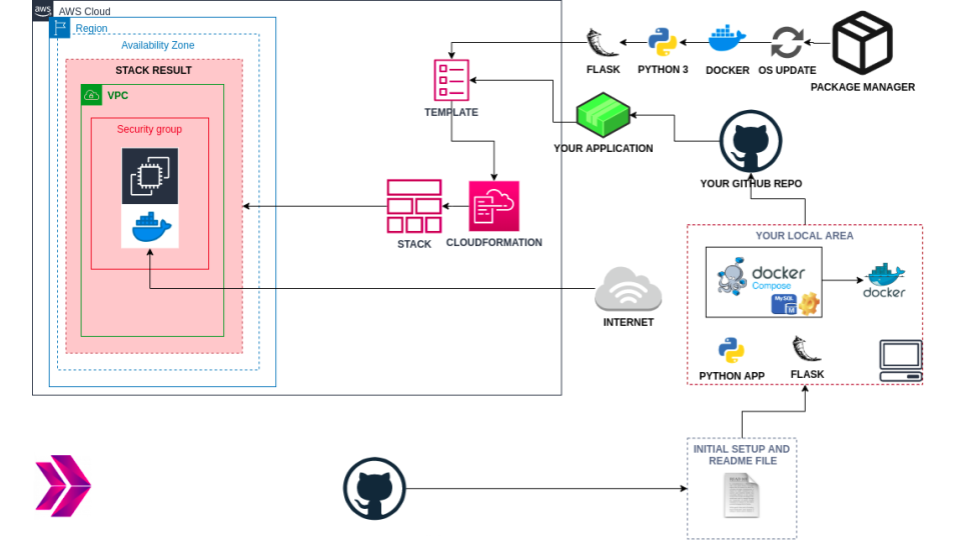 aws
AWS Cloud
Region
Availability Zone
STACK RESULT
VPC
Security group
TEMPLATE
STACK
CLOUDFORMATION
FLASK
PYTHON 3
DOCKER
OS UPDATE
PACKAGE MANAGER
YOUR APPLICATION
YOUR GITHUB REPO
INTERNET
YOUR LOCAL AREA
docker
Compose
MySQL
M
docker
PYTHON APP
FLASK
INITIAL SETUP AND
README FILE
README